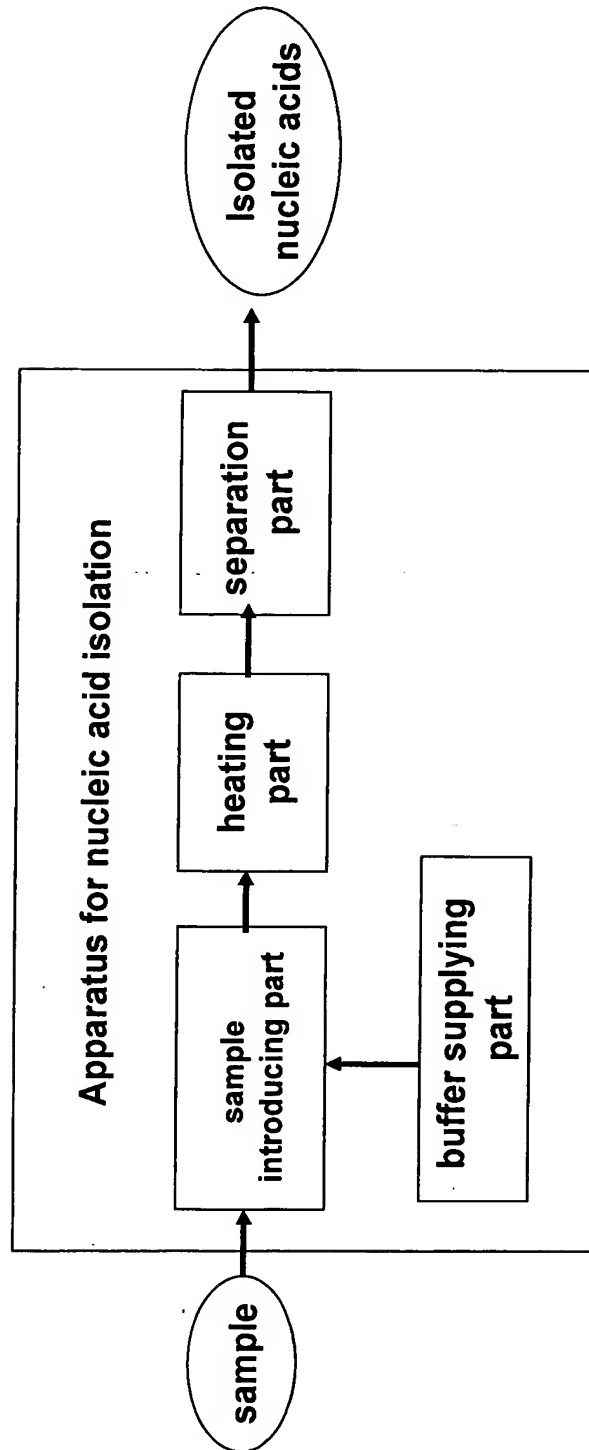 Apparatus for nucleic acid isolation
sample
sample
introducing part
heating
part
separation
part
Isolated
nucleic acids
buffer supplying
part